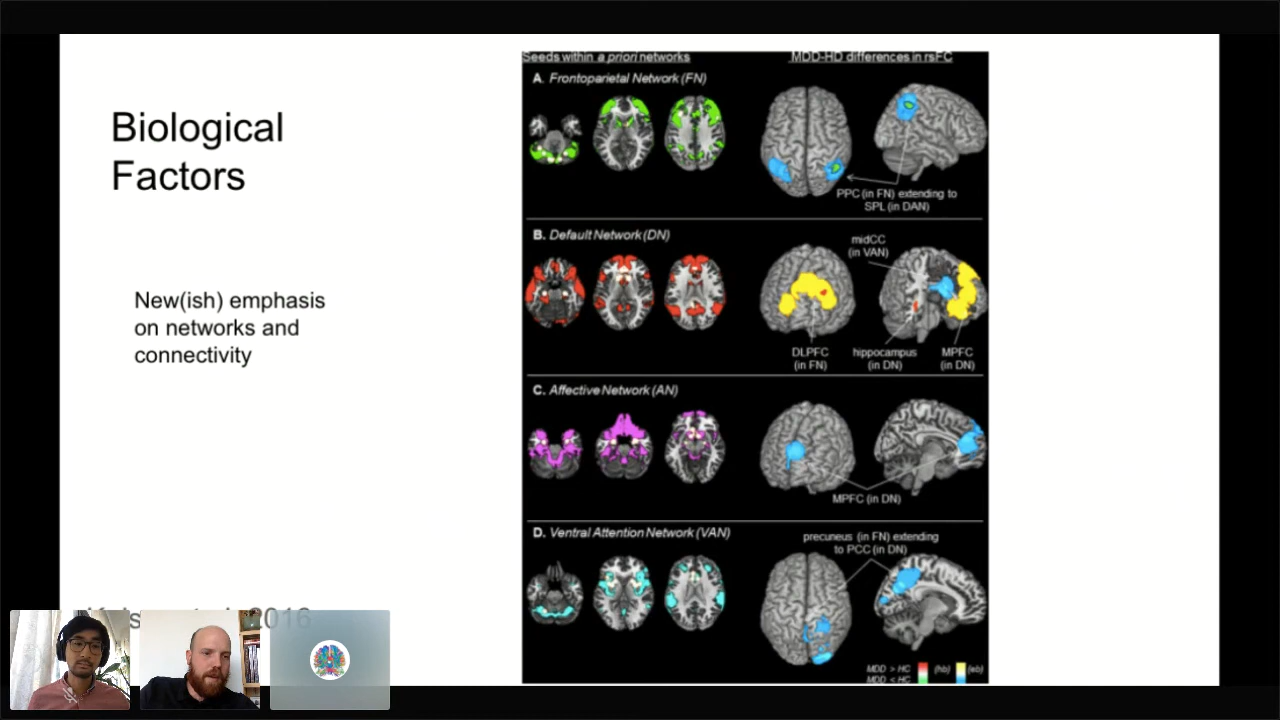 Biological
Factors
New(ish) emphasis
on networks and
connectivity
Seeds within a priori networks
MDD-HD differences in rsFC
A. Frontoparietal Network (FN)
PPC (in FN) extending to
SPL (in DAN)
B. Default Network (DN)
midCC
(in VAN)
DLPFC
(in FN)
hippocampus
(in DN)
MPFC
(in DN)
C. Affective Network (AN)
MPFC (in DN)
D. Ventral Attention Network (VAN)
precuneus (in FN) extending
to PCC (in DN)
MDD > HC
(hb)
(eb)
MDD < HC
2016